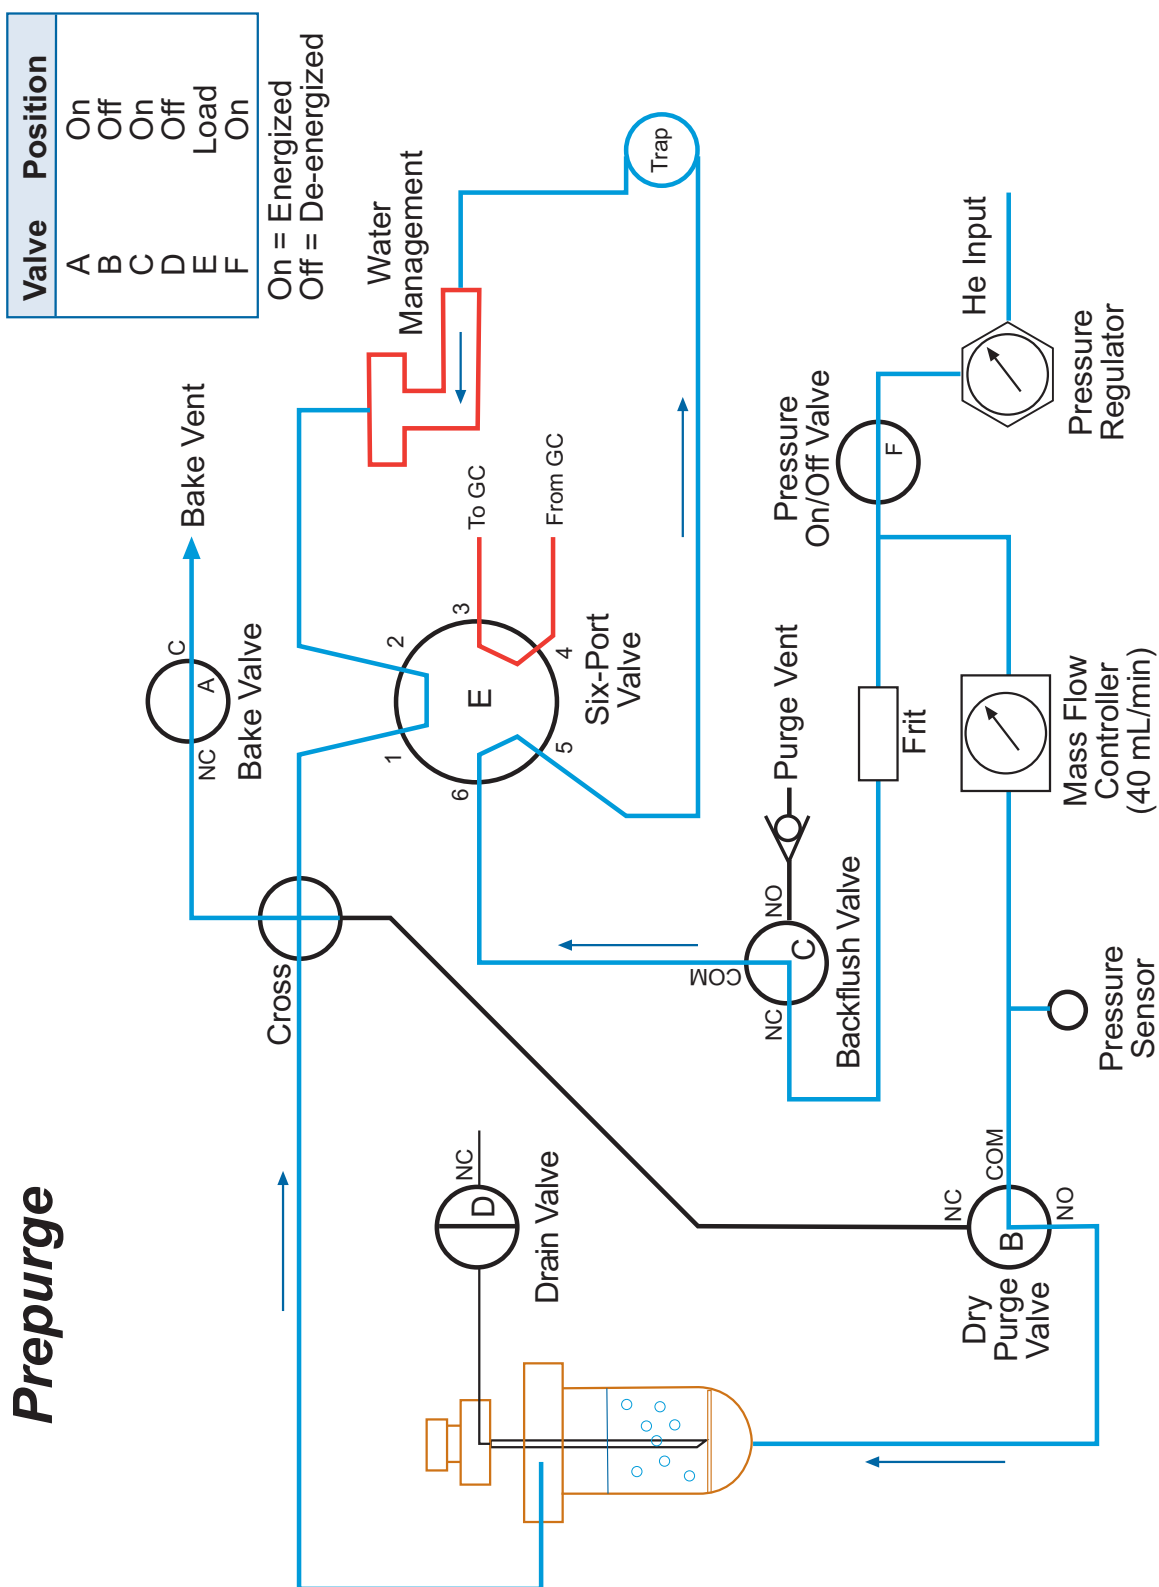 Prepurge
Valve Position
A On
B Off
C On
D Off
E Load
F On
On = Energized
Off = De-energized
Bake Vent
C
A
NC
Bake Valve
Cross
Water
Management
Trap
To GC
From GC
1
2
3
4
5
6
E
Six-Port
Valve
Purge Vent
NO
C
COM
NC
Backflush Valve
NC
D
Drain Valve
Frit
Pressure
On/Off Valve
F
He Input
Pressure
Regulator
Mass Flow
Controller
(40 mL/min)
Pressure
Sensor
NC
COM
NO
B
Dry
Purge
Valve